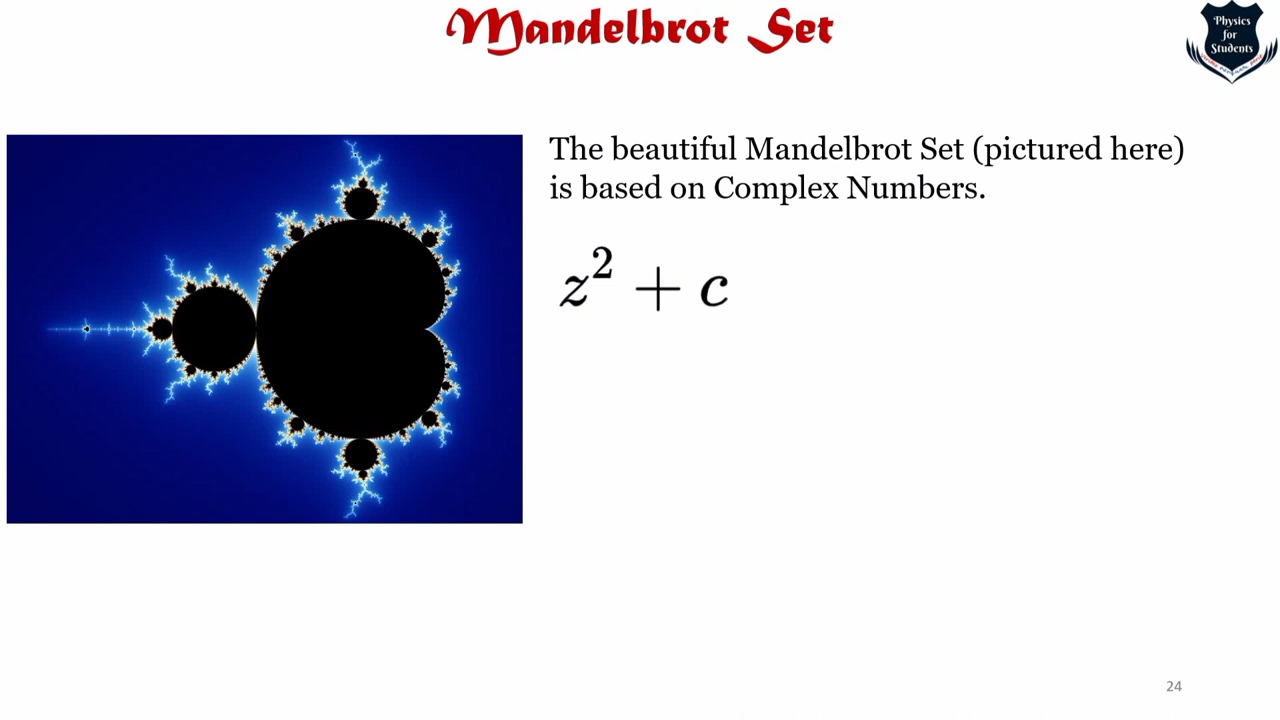 Mandelbrot Set
Physics
for
Students
The beautiful Mandelbrot Set (pictured here)
is based on Complex Numbers.
z² + c
24